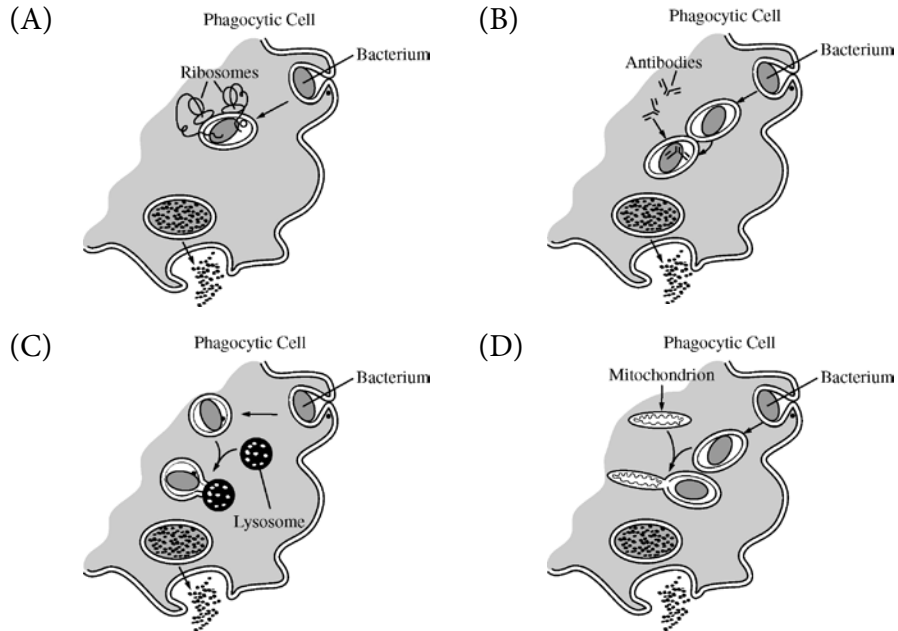 (A)
Phagocytic Cell
Bacterium
Ribosomes
(B)
Phagocytic Cell
Bacterium
Antibodies
(C)
Phagocytic Cell
Bacterium
Lysosome
(D)
Phagocytic Cell
Mitochondrion
Bacterium